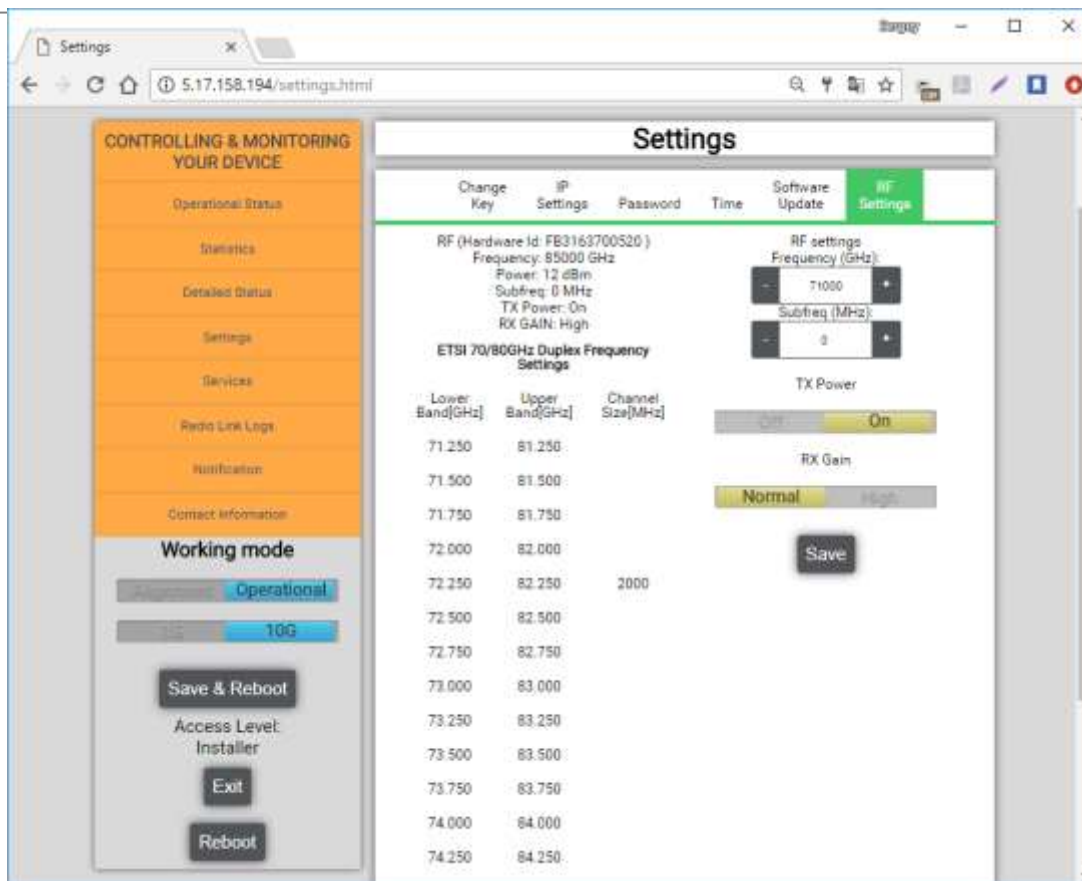 Settings
5.17.158.194/settings.html
CONTROLLING & MONITORING
YOUR DEVICE
Operational Status
Statistics
Detailed Status
Settings
Services
Radio Link Logs
Notification
Contact Information
Working mode
Alignment Operational
10G
Save & Reboot
Access Level:
Installer
Exit
Reboot
Settings
Change Key
IP Settings
Password
Time
Software Update
RF Settings
RF (Hardware Id: FB3163700520 )
Frequency: 85000 GHz
Power: 12 dBm
Subfreq: 0 MHz
TX Power: On
RX GAIN: High
ETSI 70/80GHz Duplex Frequency
Settings
Lower Band[GHz] Upper Band[GHz] Channel Size[MHz]
71.250 81.250
71.500 81.500
71.750 81.750
72.000 82.000
72.250 82.250 2000
72.500 82.500
72.750 82.750
73.000 83.000
73.250 83.250
73.500 83.500
73.750 83.750
74.000 84.000
74.250 84.250
RF settings
Frequency (GHz):
- 71000 +
Subfreq (MHz):
- 0 +
TX Power
Off On
RX Gain
Normal High
Save